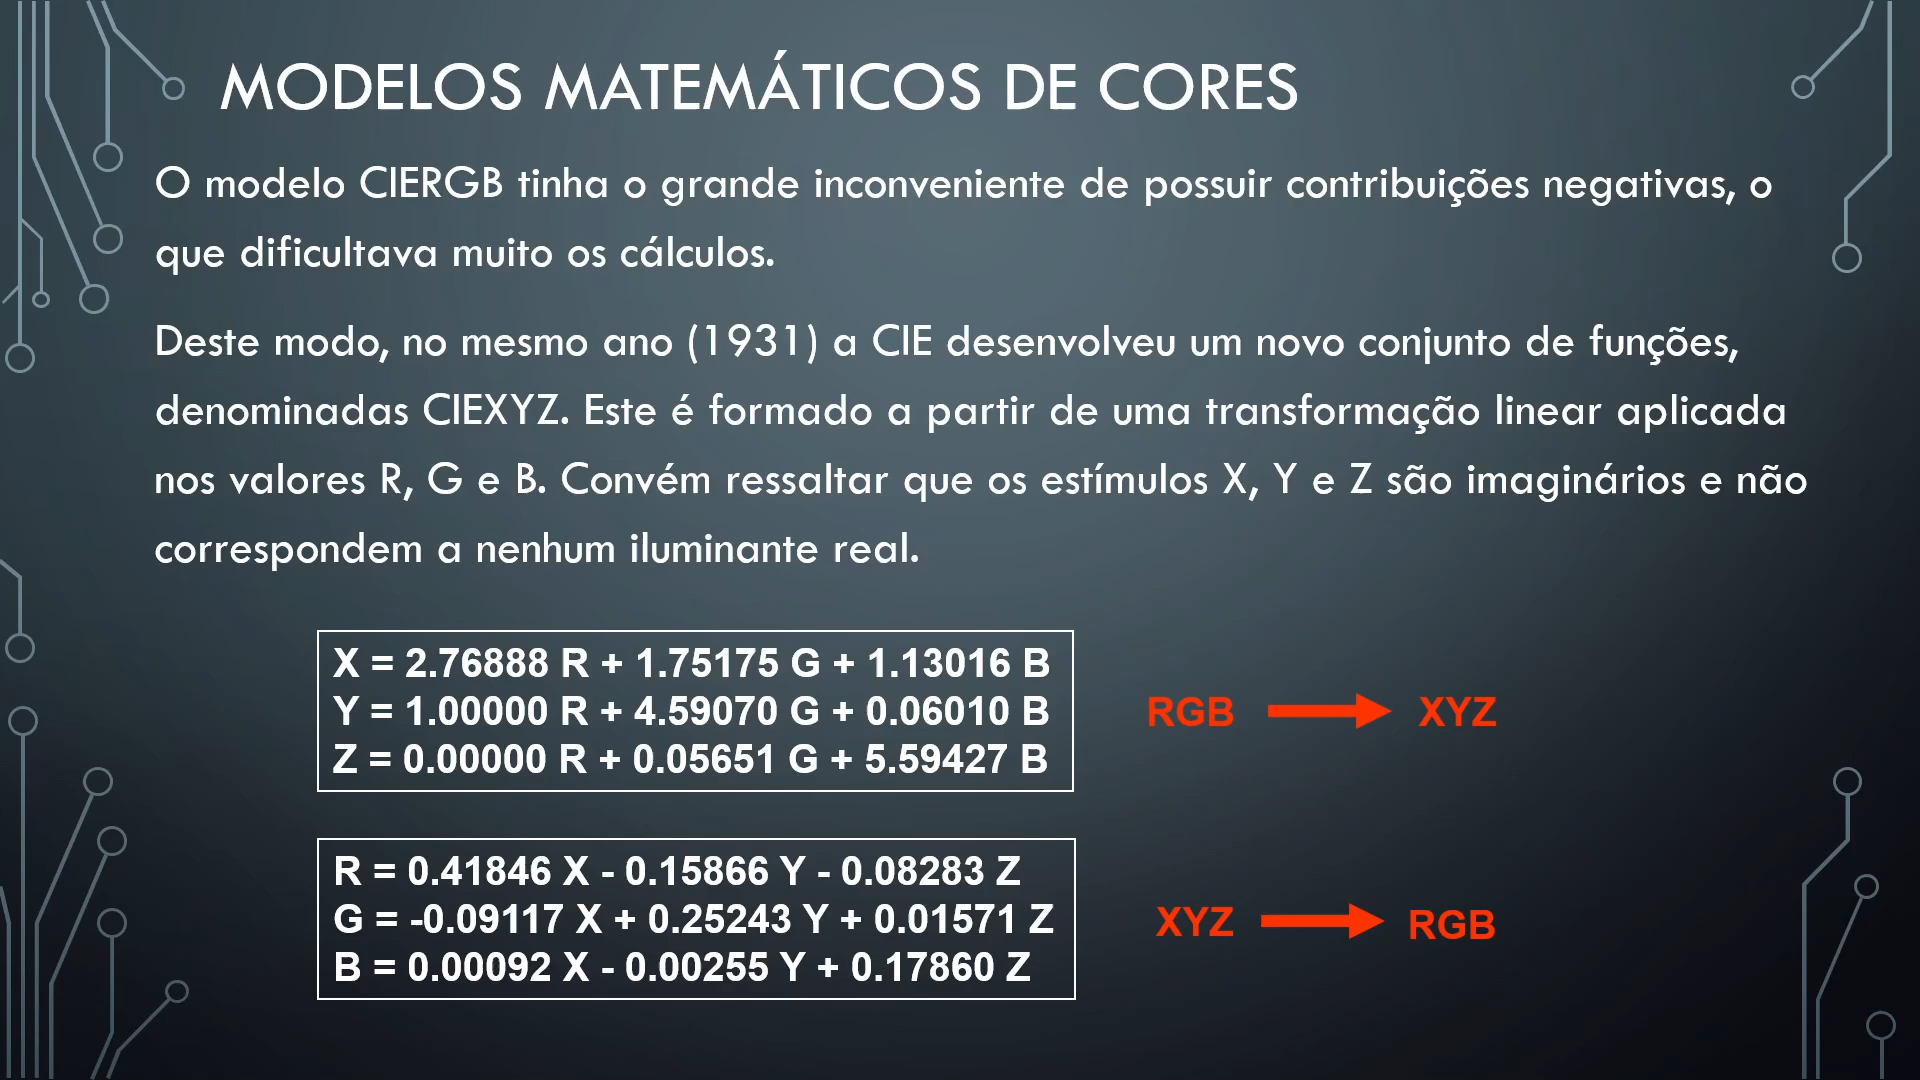 MODELOS MATEMÁTICOS DE CORES
O modelo CIERGB tinha o grande inconveniente de possuir contribuições negativas, o
que dificultava muito os cálculos.
Deste modo, no mesmo ano (1931) a CIE desenvolveu um novo conjunto de funções,
denominadas CIEXYZ. Este é formado a partir de uma transformação linear aplicada
nos valores R, G e B. Convém ressaltar que os estímulos X, Y e Z são imaginários e não
correspondem a nenhum iluminante real.
X = 2.76888 R + 1.75175 G + 1.13016 B
Y = 1.00000 R + 4.59070 G + 0.06010 B
Z = 0.00000 R + 0.05651 G + 5.59427 B
RGB XYZ
R = 0.41846 X - 0.15866 Y - 0.08283 Z
G = -0.09117 X + 0.25243 Y + 0.01571 Z
B = 0.00092 X - 0.00255 Y + 0.17860 Z
XYZ RGB